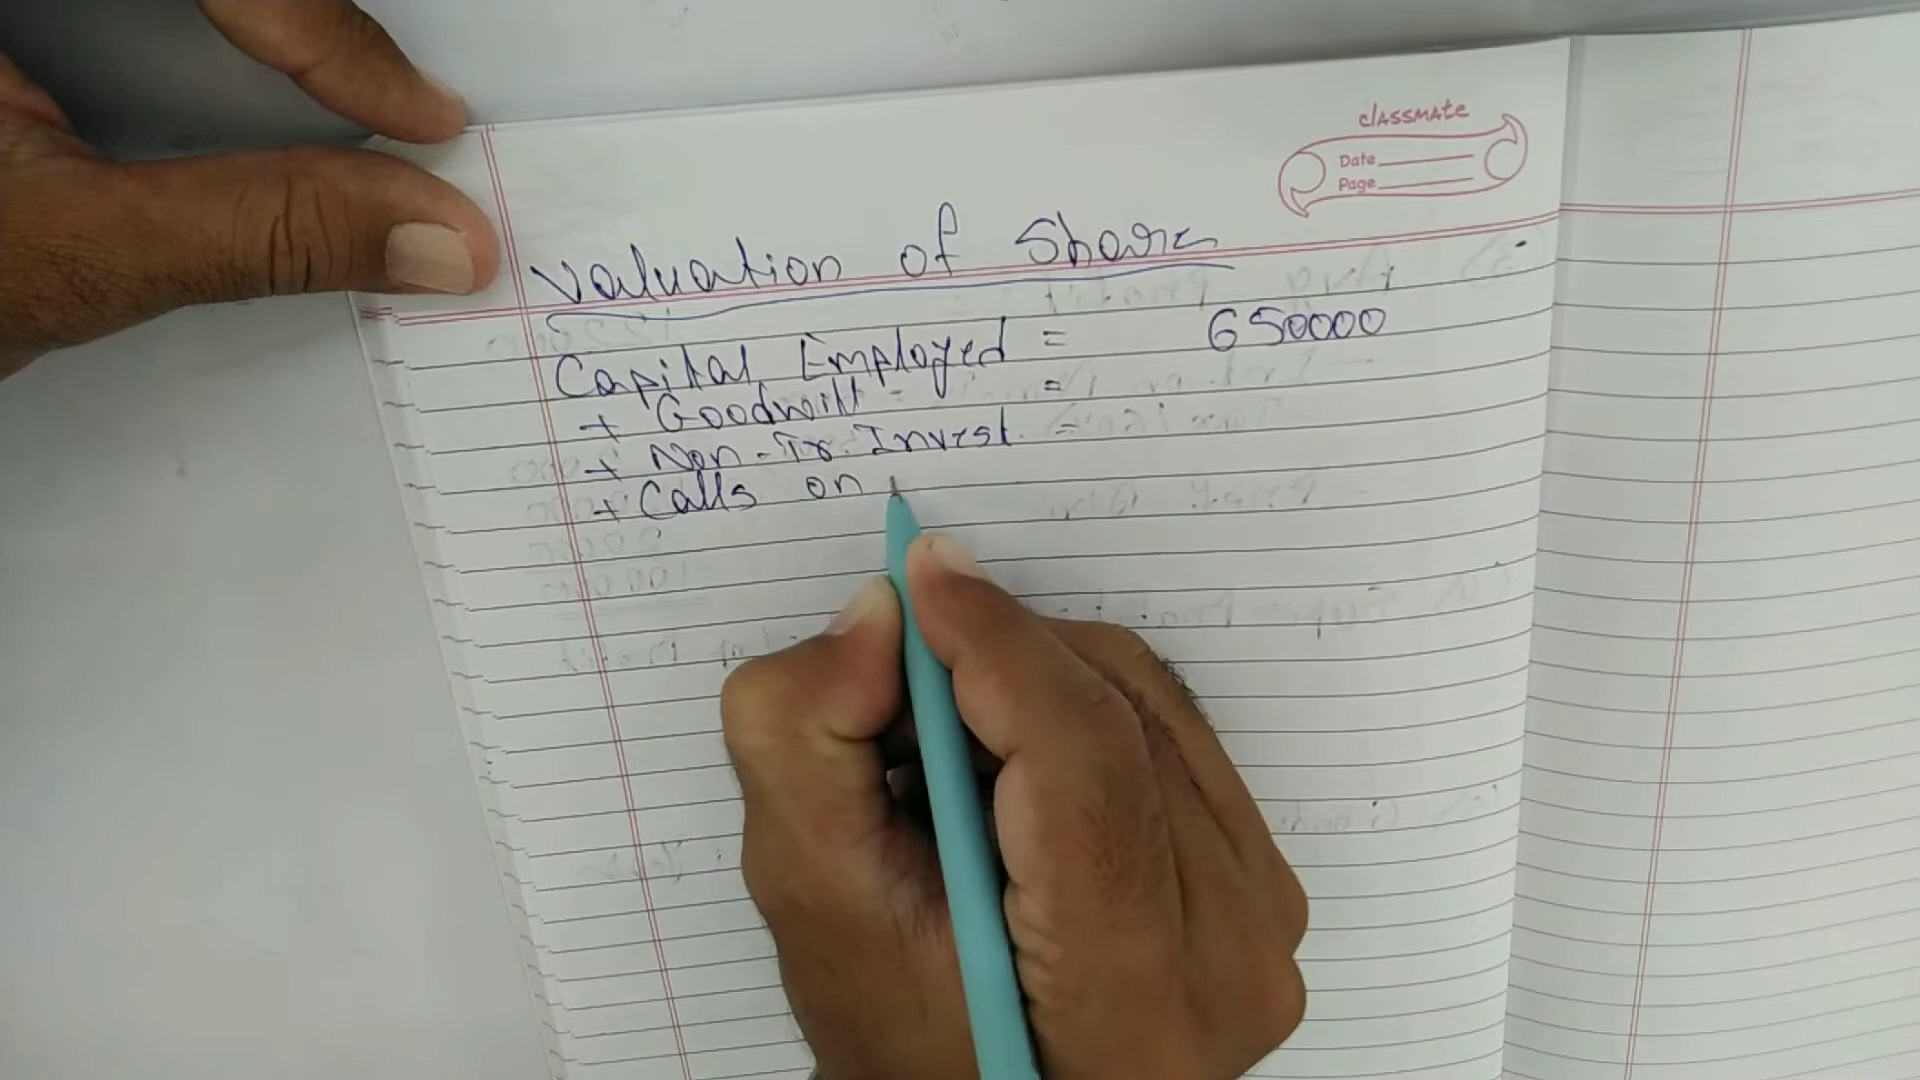 classmate
Date
Page
Valuation of Share
Capital Employed = 650000
+ Goodwill =
+ Non-Tr. Invest. =
+ Calls on